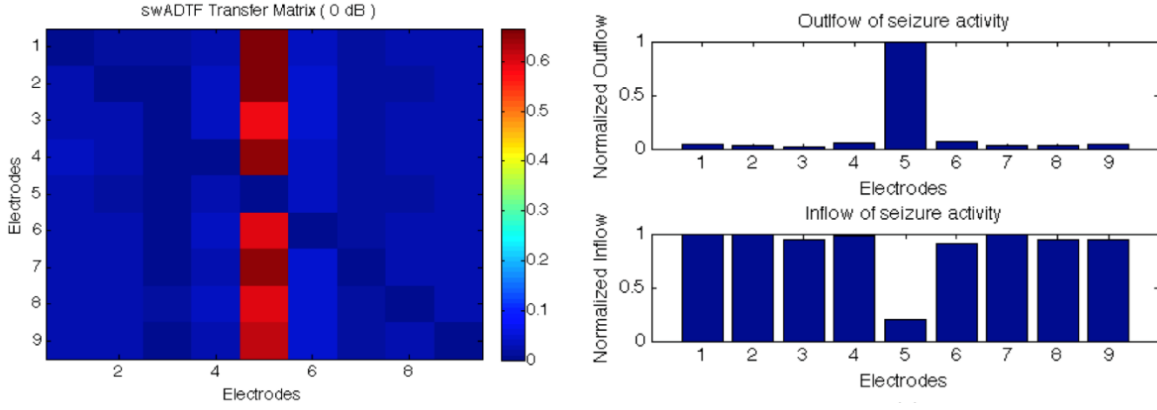 swADTF Transfer Matrix ( 0 dB )
1
2
3
4
5
6
7
8
9
Electrodes
2
4
6
8
Electrodes
0.6
0.5
0.4
0.3
0.2
0.1
0
Outflow of seizure activity
Normalized Outflow
1
0.5
0
1 2 3 4 5 6 7 8 9
Electrodes
Inflow of seizure activity
Normalized Inflow
1
0.5
0
1 2 3 4 5 6 7 8 9
Electrodes